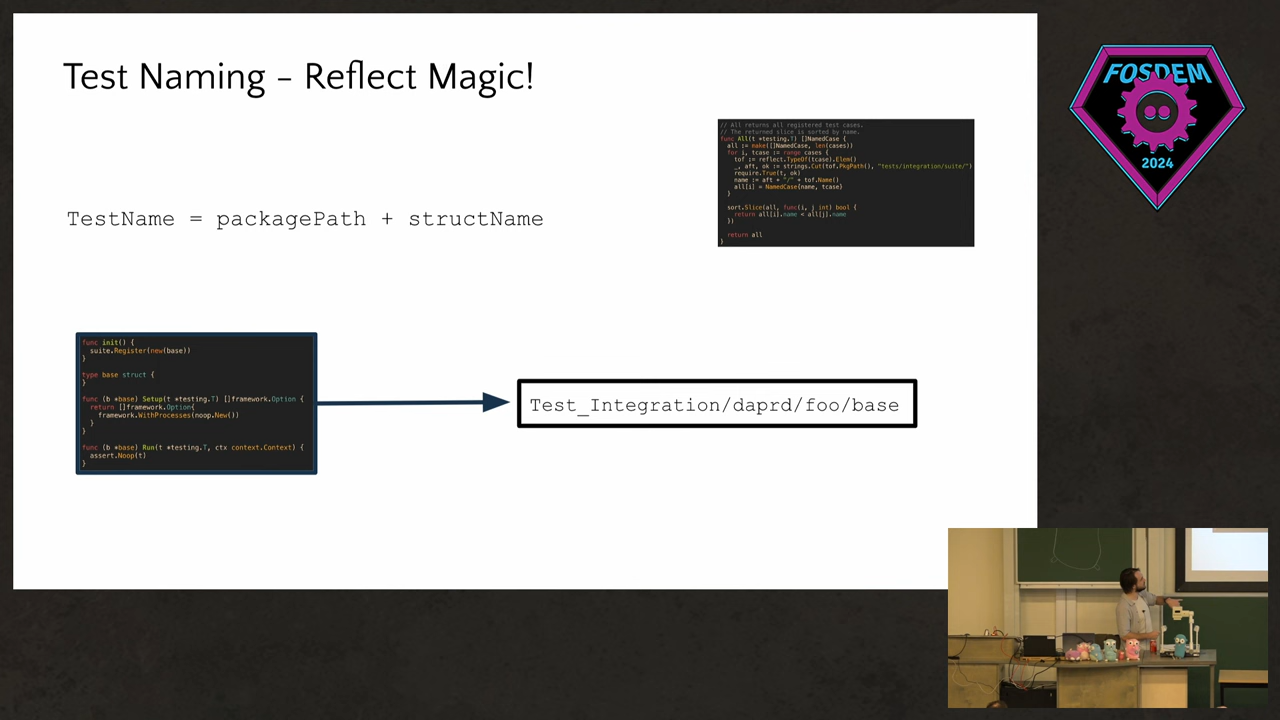 Test Naming – Reflect Magic!
// All returns all registered test cases.
// The returned slice is sorted by name.
func All(t *testing.T) []NamedCase {
all := make([]NamedCase, len(cases))
for i, tcase := range cases {
tof := reflect.TypeOf(tcase).Elem()
_, aft, ok := strings.Cut(tof.PkgPath(), "tests/integration/suite/")
require.True(t, ok)
name := aft + "/" + tof.Name()
all[i] = NamedCase{name, tcase}
}
sort.Slice(all, func(i, j int) bool {
return all[i].name < all[j].name
})
return all
}
TestName = packagePath + structName
func init() {
suite.Register(new(base))
}
type base struct {
}
func (b *base) Setup(t *testing.T) []framework.Option {
return []framework.Option{
framework.WithProcesses(noop.New())
}
}
func (b *base) Run(t *testing.T, ctx context.Context) {
assert.Noop(t)
}
Test_Integration/daprd/foo/base
FOSDEM
2024